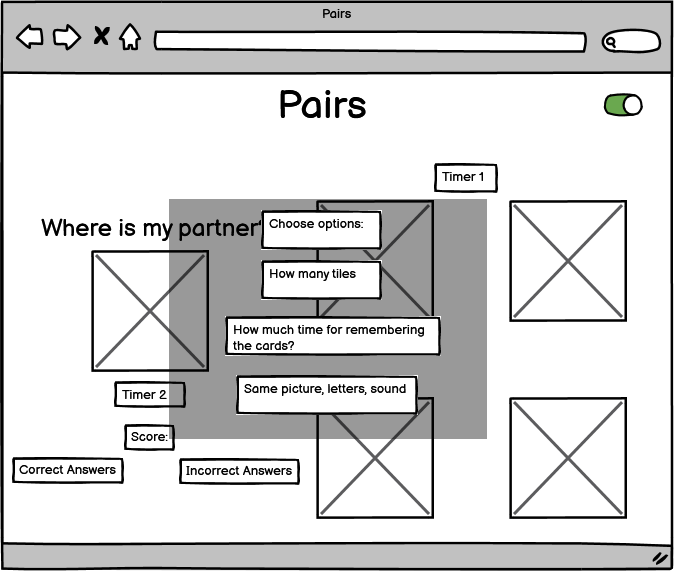 Pairs
Pairs
Timer 1
Where is my partner
Choose options:
How many tiles
How much time for remembering
the cards?
Same picture, letters, sound
Timer 2
Score:
Correct Answers
Incorrect Answers